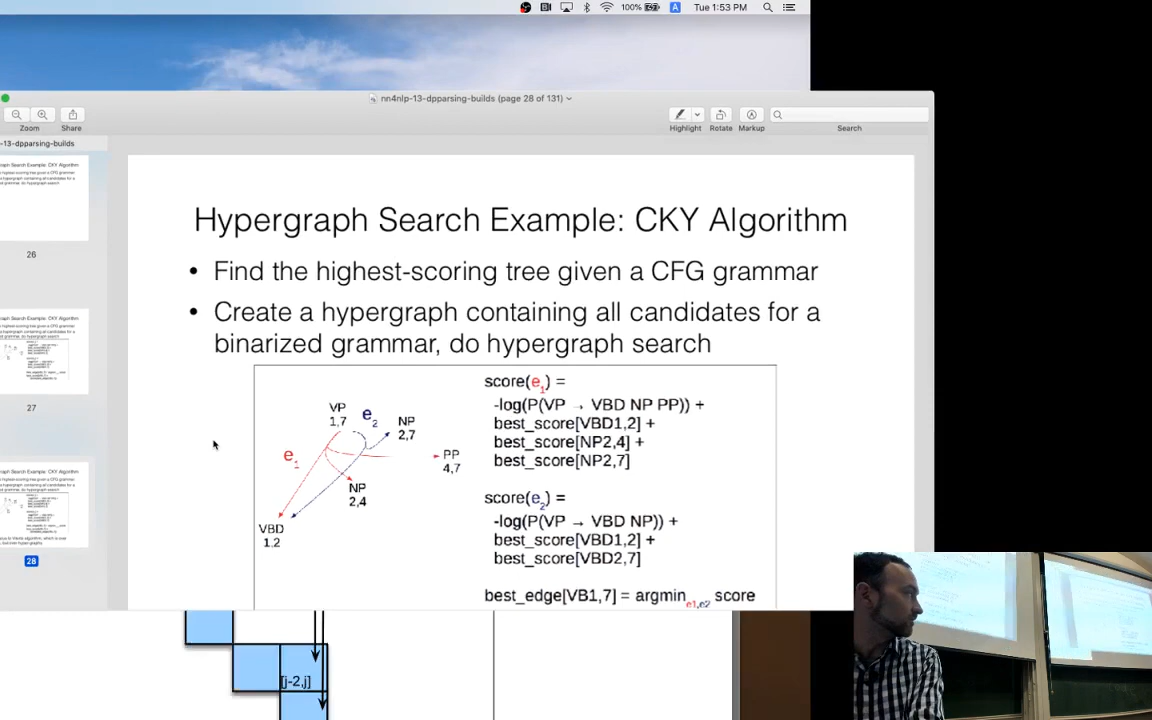 100%
A
Tue 1:53 PM
nn4nlp-13-dpparsing-builds (page 28 of 131)
Zoom
Share
Highlight
Rotate
Markup
Search
-13-dpparsing-builds
26
27
28
Hypergraph Search Example: CKY Algorithm
• Find the highest-scoring tree given a CFG grammar
• Create a hypergraph containing all candidates for a
binarized grammar, do hypergraph search
VP
1,7
e2
NP
2,7
e1
PP
4,7
NP
2,4
VBD
1,2
score(e1) =
-log(P(VP → VBD NP PP)) +
best_score[VBD1,2] +
best_score[NP2,4] +
best_score[NP2,7]
score(e2) =
-log(P(VP → VBD NP)) +
best_score[VBD1,2] +
best_score[VBD2,7]
best_edge[VB1,7] = argmin e1,e2 score
[j-2,j]